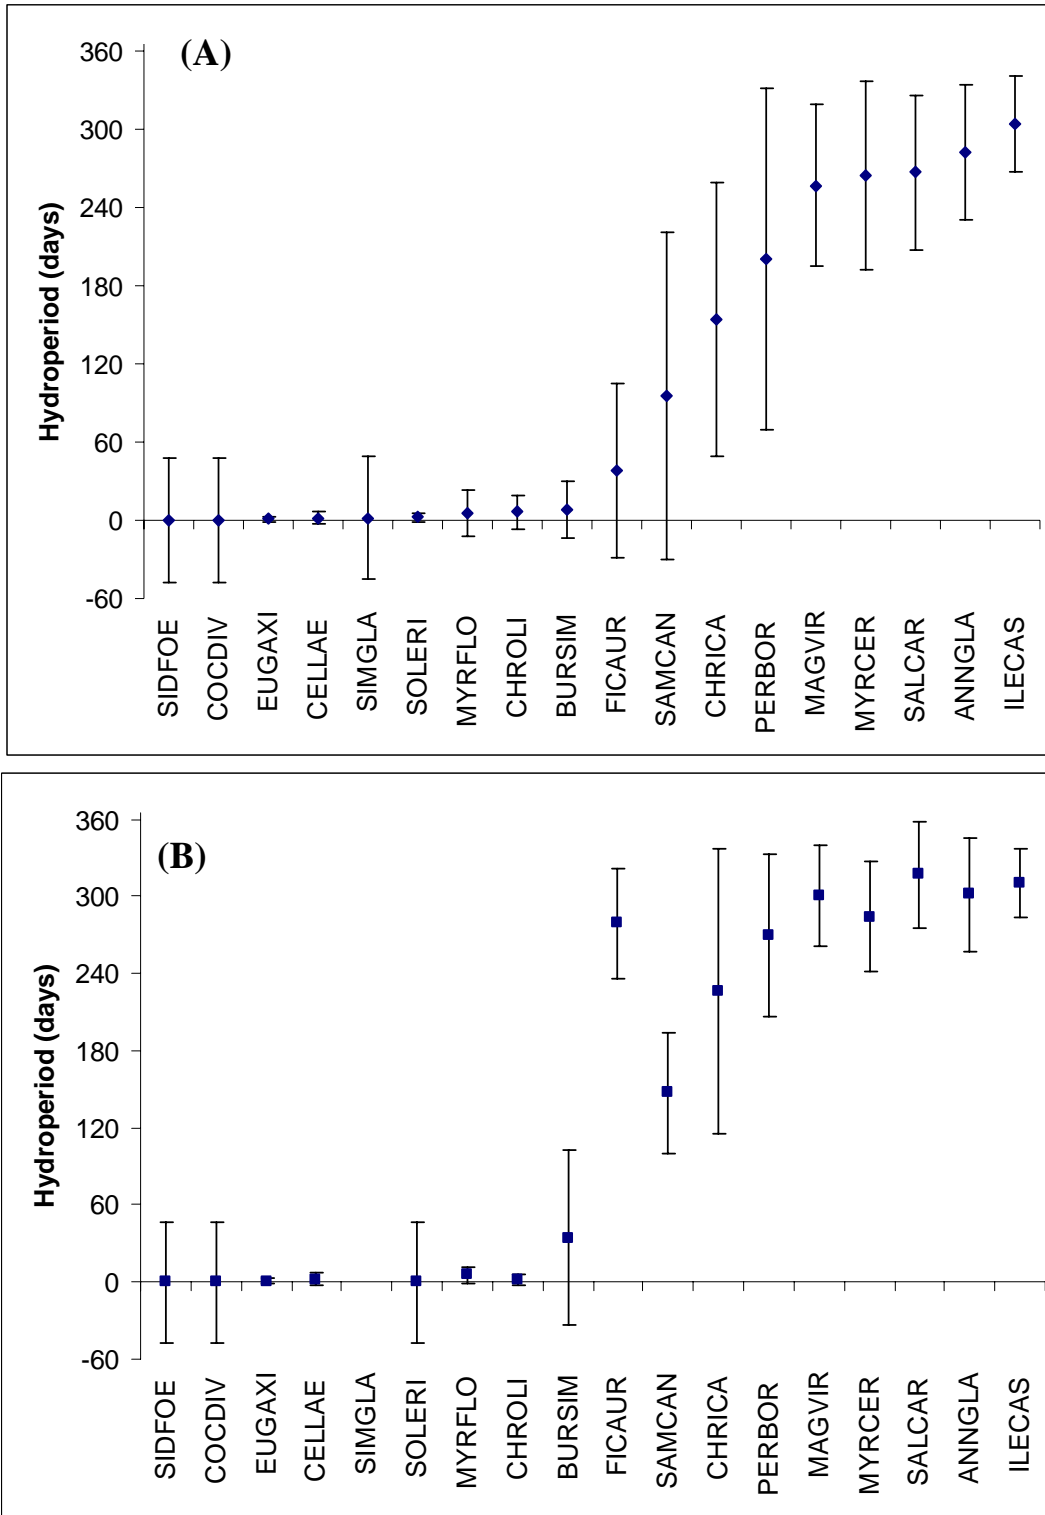 (A)
360
300
240
180
120
60
0
-60
Hydroperiod (days)
SIDFOE
COCDIV
EUGAXI
CELLAE
SIMGLA
SOLERI
MYRFLO
CHROLI
BURSIM
FICAUR
SAMCAN
CHRICA
PERBOR
MAGVIR
MYRCER
SALCAR
ANNGLA
ILECAS
(B)
360
300
240
180
120
60
0
-60
Hydroperiod (days)
SIDFOE
COCDIV
EUGAXI
CELLAE
SIMGLA
SOLERI
MYRFLO
CHROLI
BURSIM
FICAUR
SAMCAN
CHRICA
PERBOR
MAGVIR
MYRCER
SALCAR
ANNGLA
ILECAS